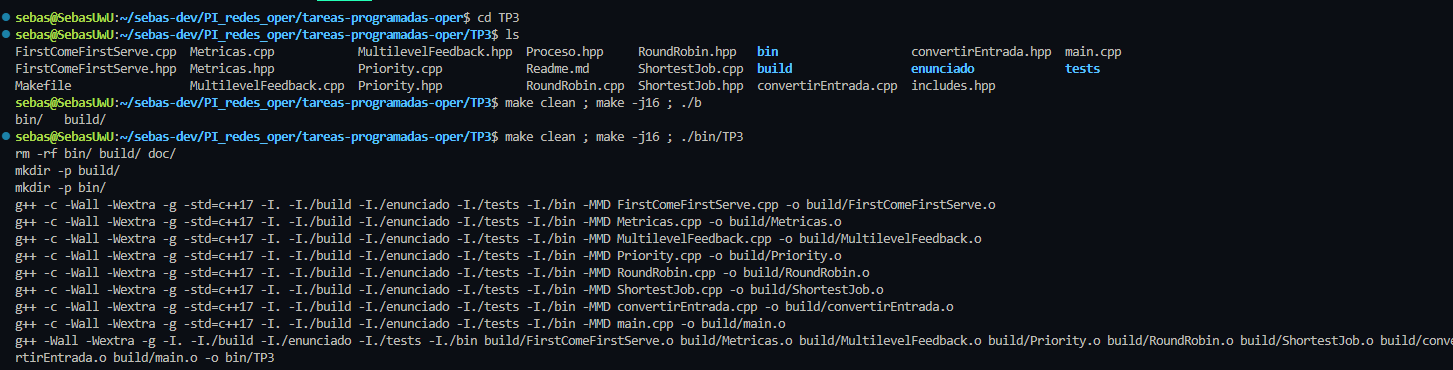 sebas@SebasUwU:~/sebas-dev/PI_redes_oper/tareas-programadas-oper$ cd TP3
sebas@SebasUwU:~/sebas-dev/PI_redes_oper/tareas-programadas-oper/TP3$ ls
FirstComeFirstServe.cpp  Metricas.cpp            MultilevelFeedback.hpp  Proceso.hpp     RoundRobin.hpp   bin                   convertirEntrada.hpp  main.cpp
FirstComeFirstServe.hpp  Metricas.hpp            Priority.cpp            Readme.md       ShortestJob.cpp  build                 enunciado             tests
Makefile                 MultilevelFeedback.cpp  Priority.hpp            RoundRobin.cpp  ShortestJob.hpp  convertirEntrada.cpp  includes.hpp
sebas@SebasUwU:~/sebas-dev/PI_redes_oper/tareas-programadas-oper/TP3$ make clean ; make -j16 ; ./b
bin/   build/
sebas@SebasUwU:~/sebas-dev/PI_redes_oper/tareas-programadas-oper/TP3$ make clean ; make -j16 ; ./bin/TP3
rm -rf bin/ build/ doc/
mkdir -p build/
mkdir -p bin/
g++ -c -Wall -Wextra -g -std=c++17 -I. -I./build -I./enunciado -I./tests -I./bin -MMD FirstComeFirstServe.cpp -o build/FirstComeFirstServe.o
g++ -c -Wall -Wextra -g -std=c++17 -I. -I./build -I./enunciado -I./tests -I./bin -MMD Metricas.cpp -o build/Metricas.o
g++ -c -Wall -Wextra -g -std=c++17 -I. -I./build -I./enunciado -I./tests -I./bin -MMD MultilevelFeedback.cpp -o build/MultilevelFeedback.o
g++ -c -Wall -Wextra -g -std=c++17 -I. -I./build -I./enunciado -I./tests -I./bin -MMD Priority.cpp -o build/Priority.o
g++ -c -Wall -Wextra -g -std=c++17 -I. -I./build -I./enunciado -I./tests -I./bin -MMD RoundRobin.cpp -o build/RoundRobin.o
g++ -c -Wall -Wextra -g -std=c++17 -I. -I./build -I./enunciado -I./tests -I./bin -MMD ShortestJob.cpp -o build/ShortestJob.o
g++ -c -Wall -Wextra -g -std=c++17 -I. -I./build -I./enunciado -I./tests -I./bin -MMD convertirEntrada.cpp -o build/convertirEntrada.o
g++ -c -Wall -Wextra -g -std=c++17 -I. -I./build -I./enunciado -I./tests -I./bin -MMD main.cpp -o build/main.o
g++ -Wall -Wextra -g -I. -I./build -I./enunciado -I./tests -I./bin build/FirstComeFirstServe.o build/Metricas.o build/MultilevelFeedback.o build/Priority.o build/RoundRobin.o build/ShortestJob.o build/conve
rtirEntrada.o build/main.o -o bin/TP3